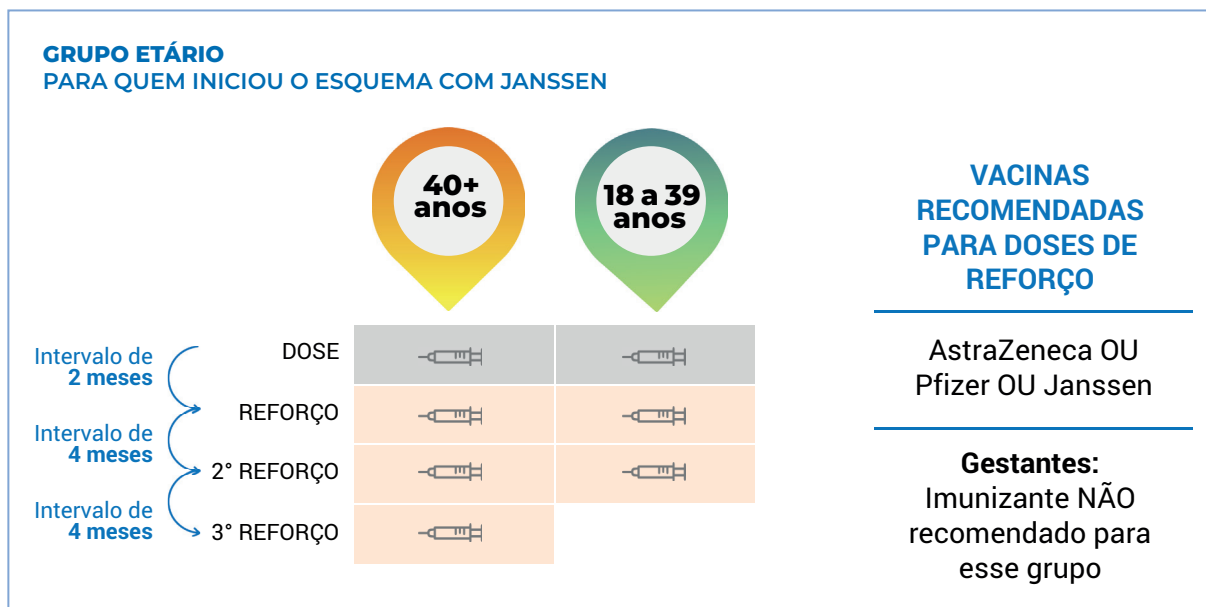 GRUPO ETÁRIO
PARA QUEM INICIOU O ESQUEMA COM JANSSEN
40+
anos
18 a 39
anos
Intervalo de
2 meses
Intervalo de
4 meses
Intervalo de
4 meses
DOSE
REFORÇO
2° REFORÇO
3° REFORÇO
VACINAS
RECOMENDADAS
PARA DOSES DE
REFORÇO
AstraZeneca OU
Pfizer OU Janssen
Gestantes:
Imunizante NÃO
recomendado para
esse grupo